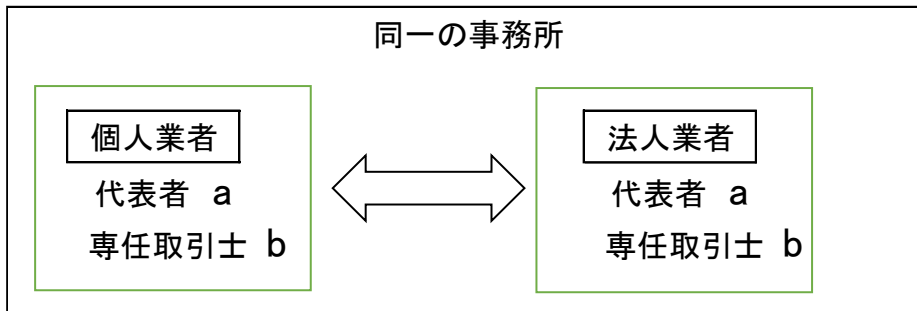 同一の事務所
個人業者
代表者 a
専任取引士 b
法人業者
代表者 a
専任取引士 b